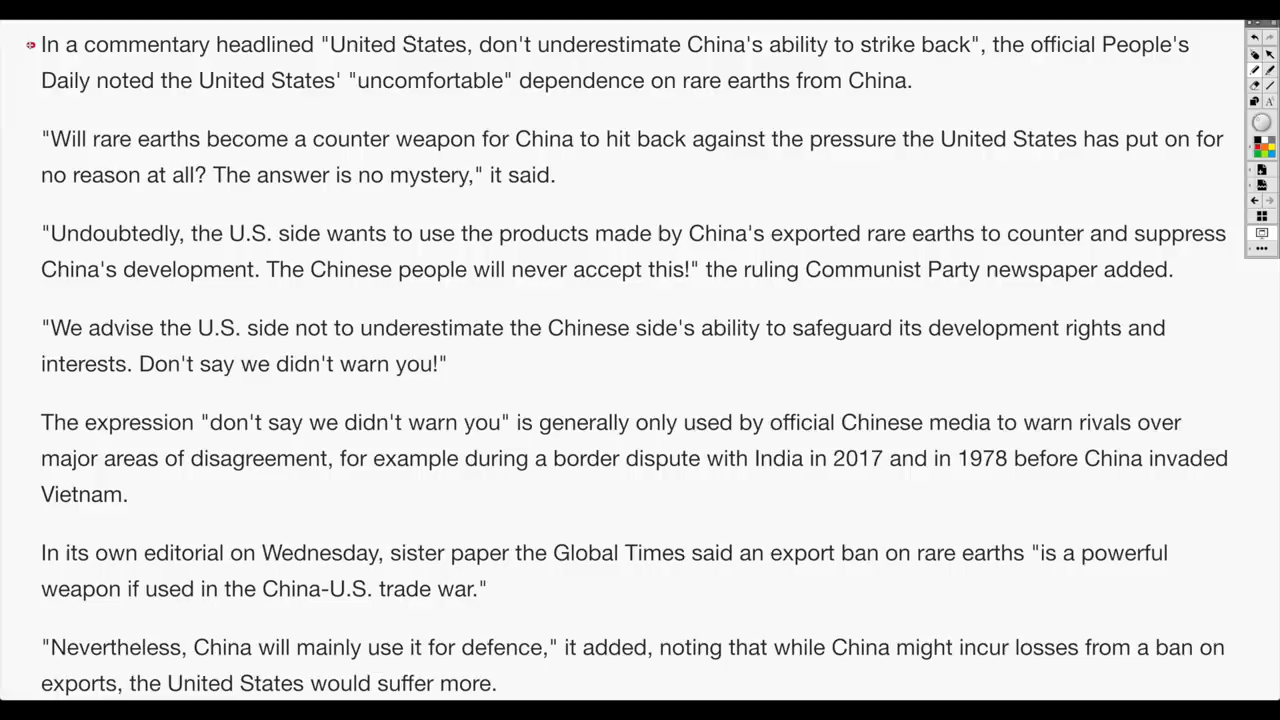 In a commentary headlined "United States, don't underestimate China's ability to strike back", the official People's
Daily noted the United States' "uncomfortable" dependence on rare earths from China.
"Will rare earths become a counter weapon for China to hit back against the pressure the United States has put on for
no reason at all? The answer is no mystery," it said.
"Undoubtedly, the U.S. side wants to use the products made by China's exported rare earths to counter and suppress
China's development. The Chinese people will never accept this!" the ruling Communist Party newspaper added.
"We advise the U.S. side not to underestimate the Chinese side's ability to safeguard its development rights and
interests. Don't say we didn't warn you!"
The expression "don't say we didn't warn you" is generally only used by official Chinese media to warn rivals over
major areas of disagreement, for example during a border dispute with India in 2017 and in 1978 before China invaded
Vietnam.
In its own editorial on Wednesday, sister paper the Global Times said an export ban on rare earths "is a powerful
weapon if used in the China-U.S. trade war."
"Nevertheless, China will mainly use it for defence," it added, noting that while China might incur losses from a ban on
exports, the United States would suffer more.